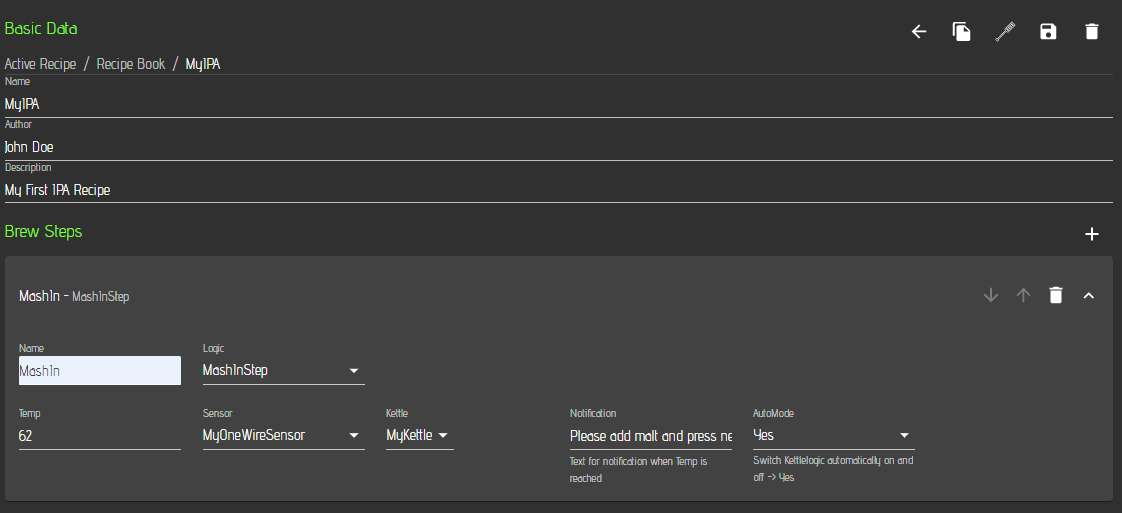 Basic Data
Active Recipe / Recipe Book / MyIPA
Name
MyIPA
Author
John Doe
Description
My First IPA Recipe
Brew Steps
MashIn - MashInStep
Name Logic
MashIn MashInStep
Temp Sensor Kettle Notification AutoMode
62 MyOneWireSensor MyKettle Please add malt and press ne Yes
Text for notification when Temp is reached
Switch Kettlelogic automatically on and off -> Yes